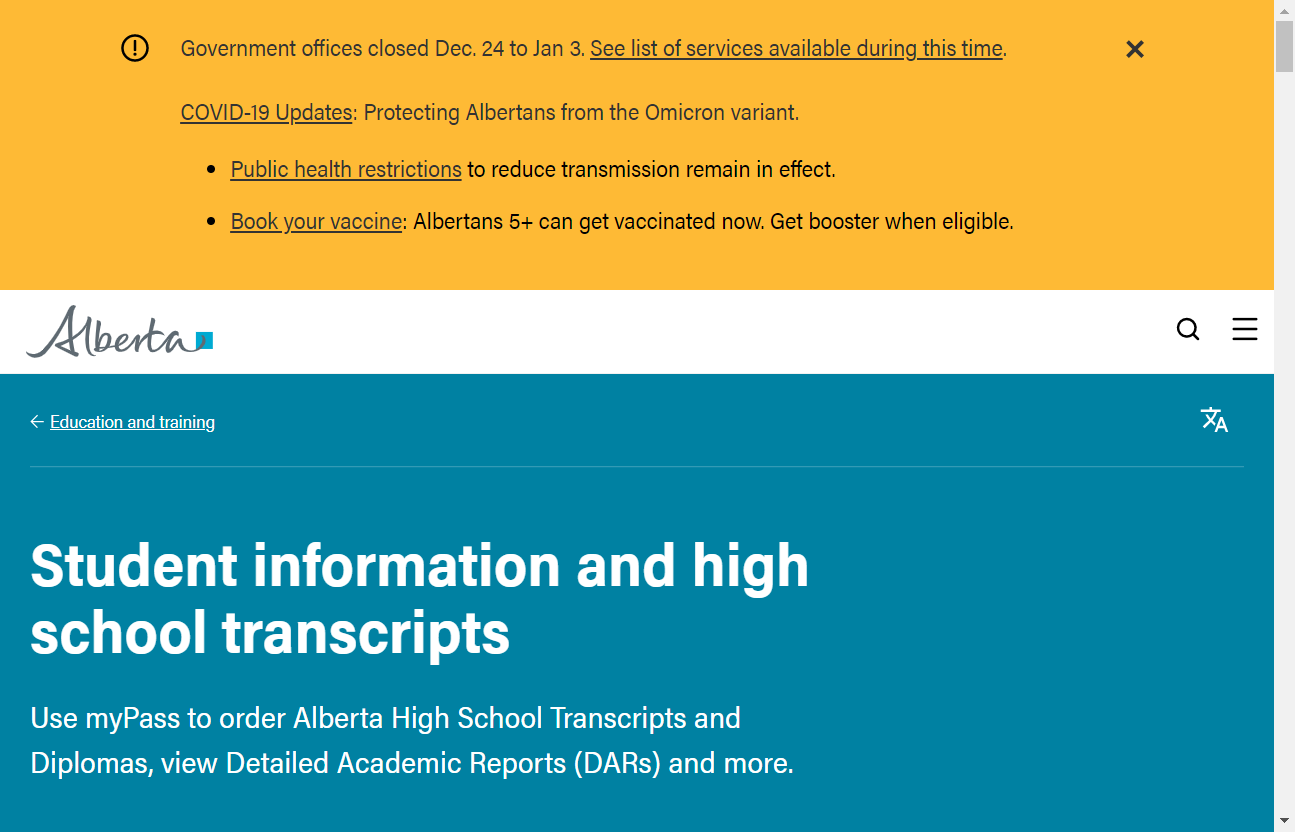 Government offices closed Dec. 24 to Jan 3. See list of services available during this time.
COVID-19 Updates: Protecting Albertans from the Omicron variant.
Public health restrictions to reduce transmission remain in effect.
Book your vaccine: Albertans 5+ can get vaccinated now. Get booster when eligible.
Alberta
Education and training
Student information and high
school transcripts
Use myPass to order Alberta High School Transcripts and
Diplomas, view Detailed Academic Reports (DARs) and more.